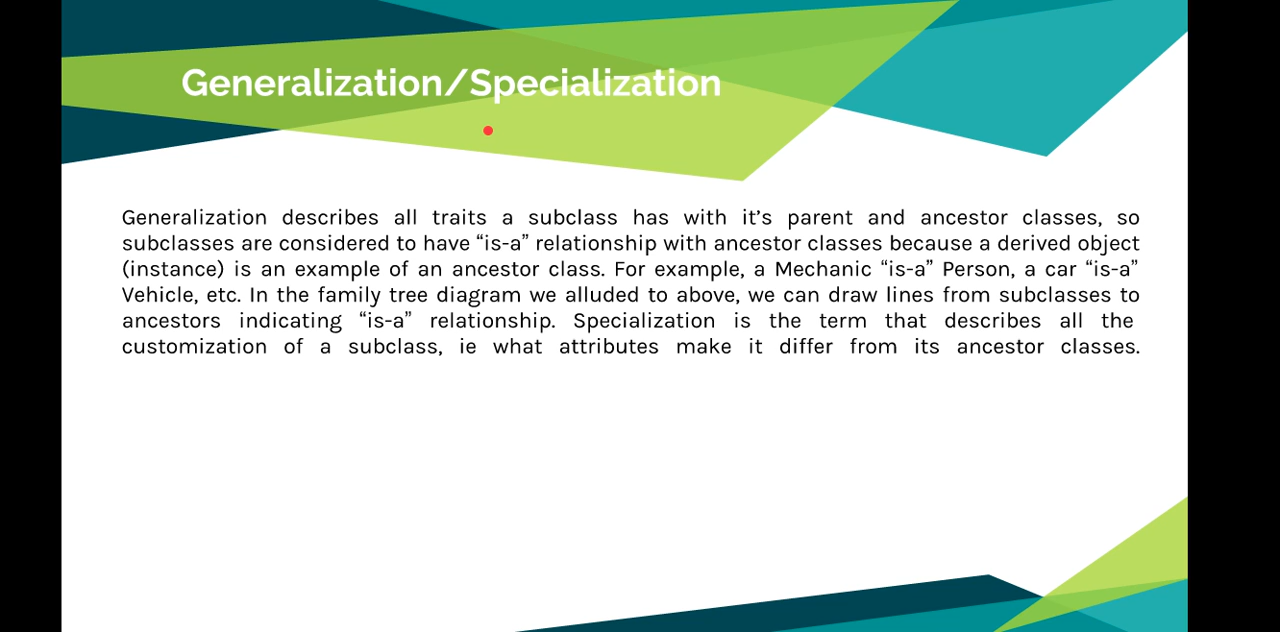 Generalization/Specialization
Generalization describes all traits a subclass has with it’s parent and ancestor classes, so
subclasses are considered to have “is-a” relationship with ancestor classes because a derived object
(instance) is an example of an ancestor class. For example, a Mechanic “is-a” Person, a car “is-a”
Vehicle, etc. In the family tree diagram we alluded to above, we can draw lines from subclasses to
ancestors indicating “is-a” relationship. Specialization is the term that describes all the
customization of a subclass, ie what attributes make it differ from its ancestor classes.